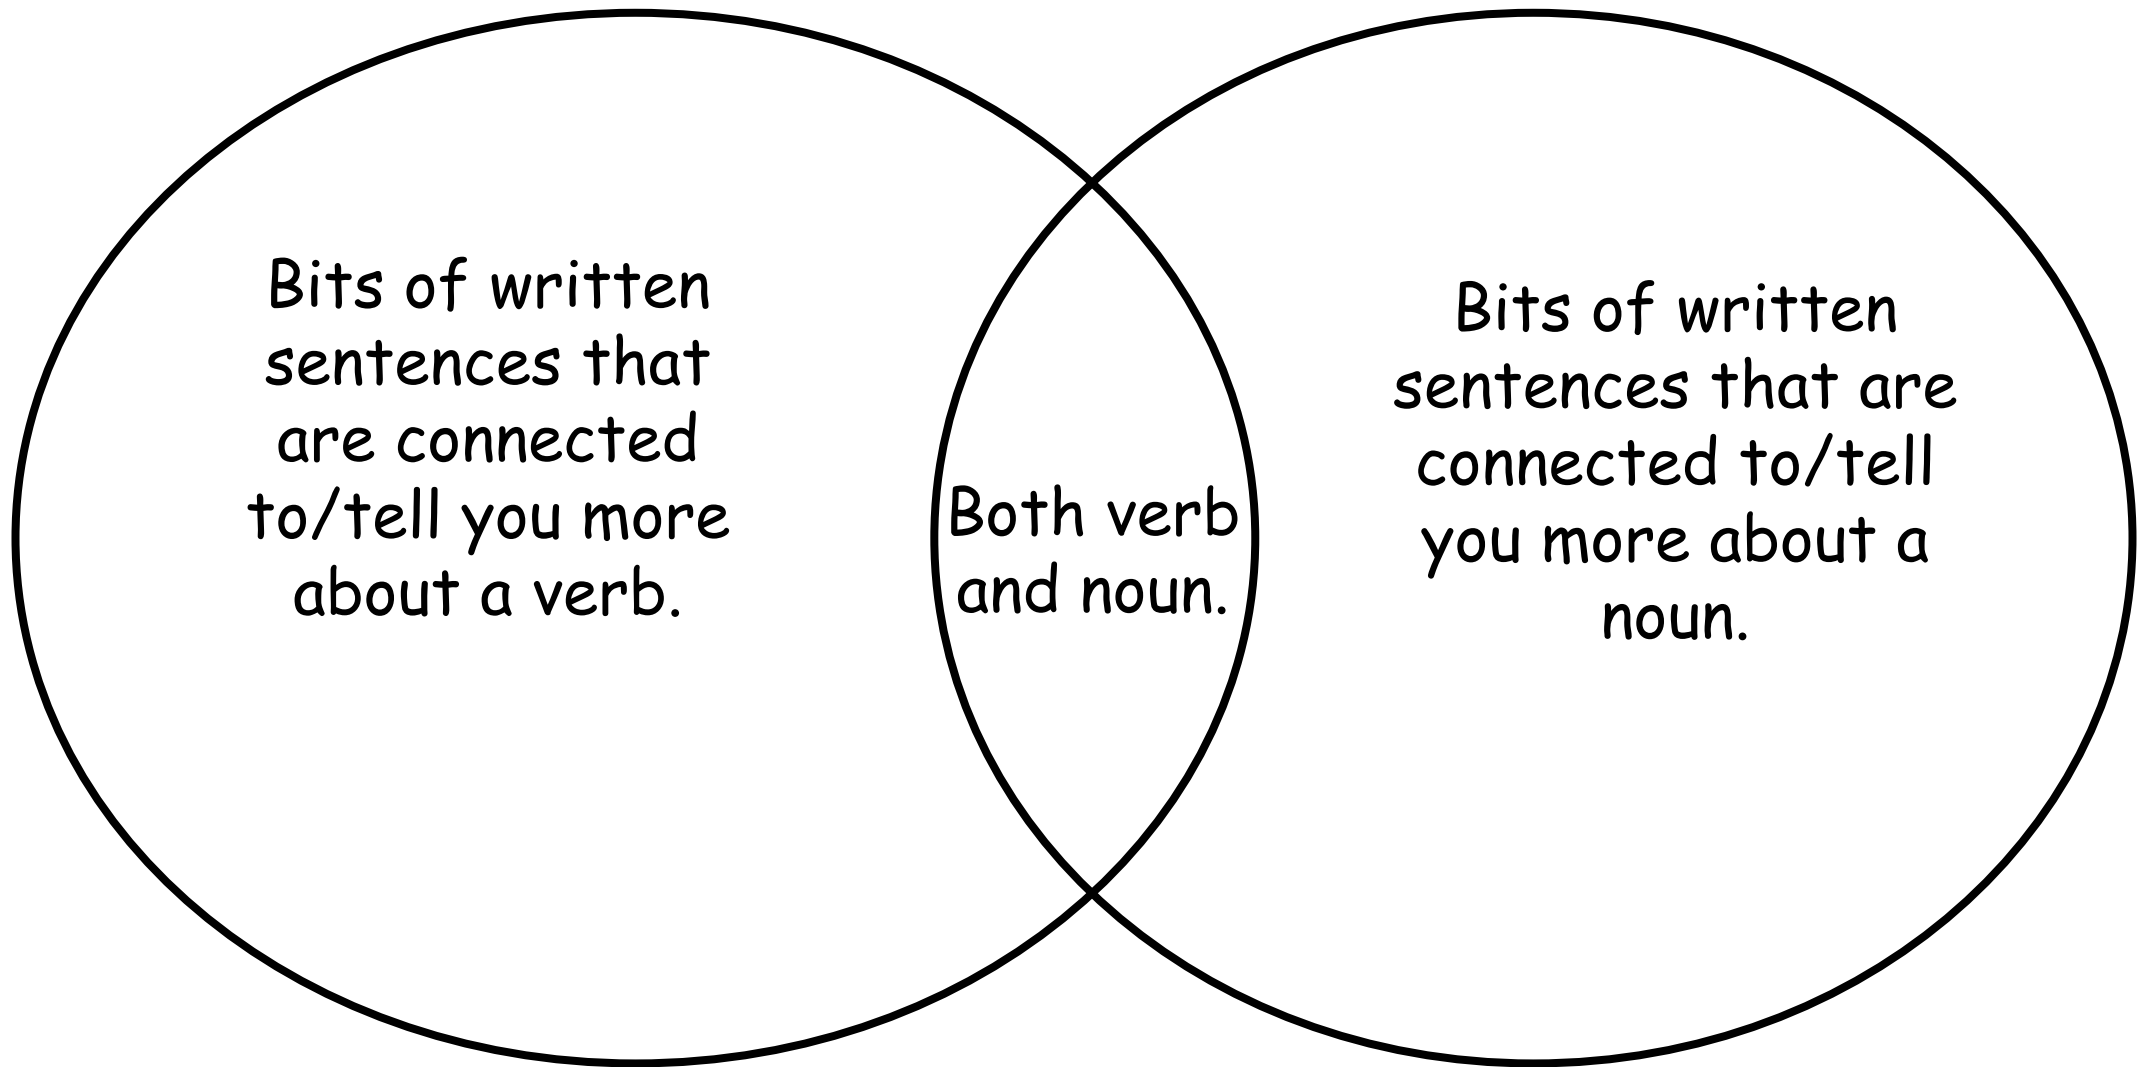 Bits of written
sentences that
are connected
to/tell you more
about a verb.
Both verb
and noun.
Bits of written
sentences that are
connected to/tell
you more about a
noun.